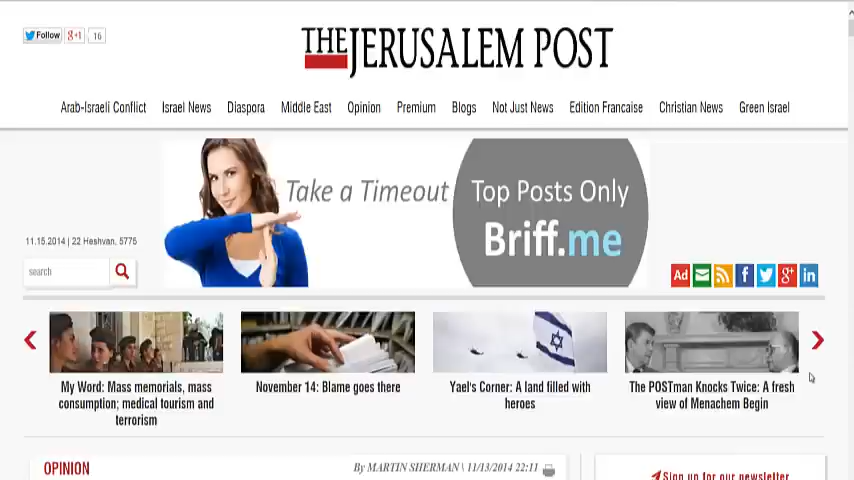 Follow
g+1
16
THE JERUSALEM POST
Arab-Israeli Conflict Israel News Diaspora Middle East Opinion Premium Blogs Not Just News Edition Francaise Christian News Green Israel
Take a Timeout
Top Posts Only
Briff.me
11.15.2014 | 22 Heshvan, 5775
search
Ad
f
g+
in
My Word: Mass memorials, mass
consumption; medical tourism and
terrorism
November 14: Blame goes there
Yael's Corner: A land filled with
heroes
The POSTman Knocks Twice: A fresh
view of Menachem Begin
OPINION
By MARTIN SHERMAN \ 11/13/2014 22:11
Sign up for our newsletter